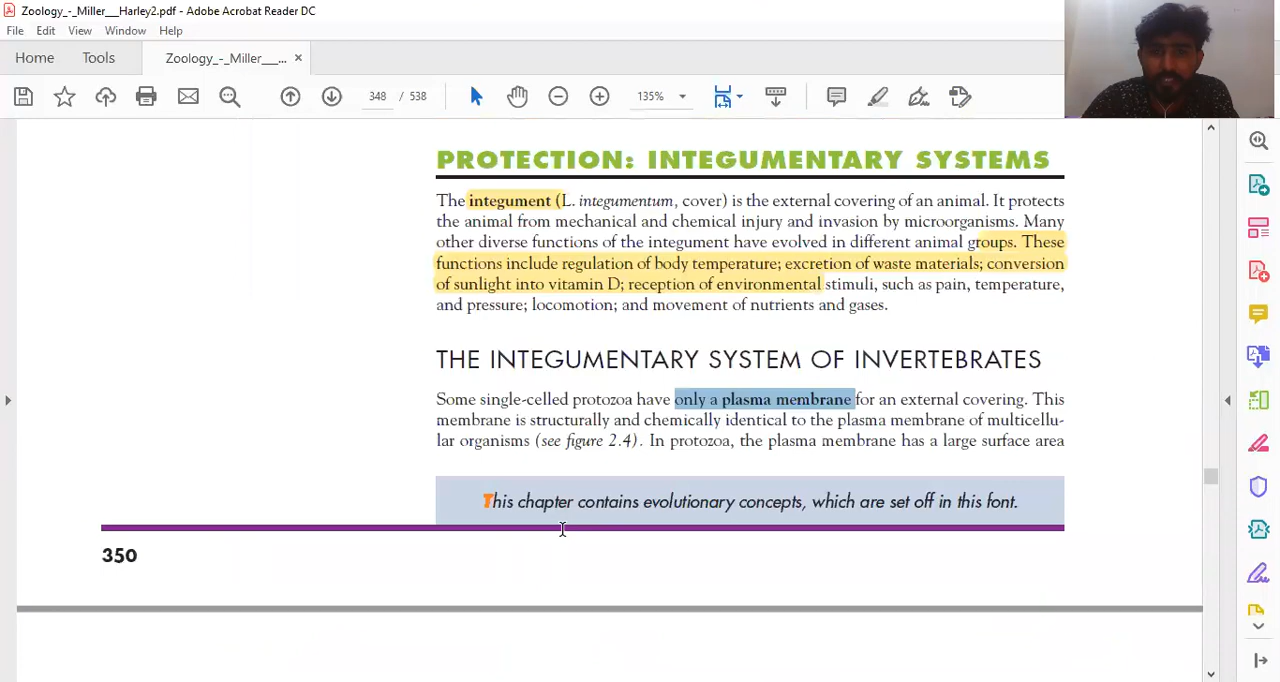 Zoology_-_Miller___Harley2.pdf - Adobe Acrobat Reader DC
File Edit View Window Help
Home Tools Zoology_-_Miller___... ×
348 / 538 135%
PROTECTION: INTEGUMENTARY SYSTEMS
The integument (L. integumentum, cover) is the external covering of an animal. It protects
the animal from mechanical and chemical injury and invasion by microorganisms. Many
other diverse functions of the integument have evolved in different animal groups. These
functions include regulation of body temperature; excretion of waste materials; conversion
of sunlight into vitamin D; reception of environmental stimuli, such as pain, temperature,
and pressure; locomotion; and movement of nutrients and gases.
THE INTEGUMENTARY SYSTEM OF INVERTEBRATES
Some single-celled protozoa have only a plasma membrane for an external covering. This
membrane is structurally and chemically identical to the plasma membrane of multicellu-
lar organisms (see figure 2.4). In protozoa, the plasma membrane has a large surface area
This chapter contains evolutionary concepts, which are set off in this font.
350